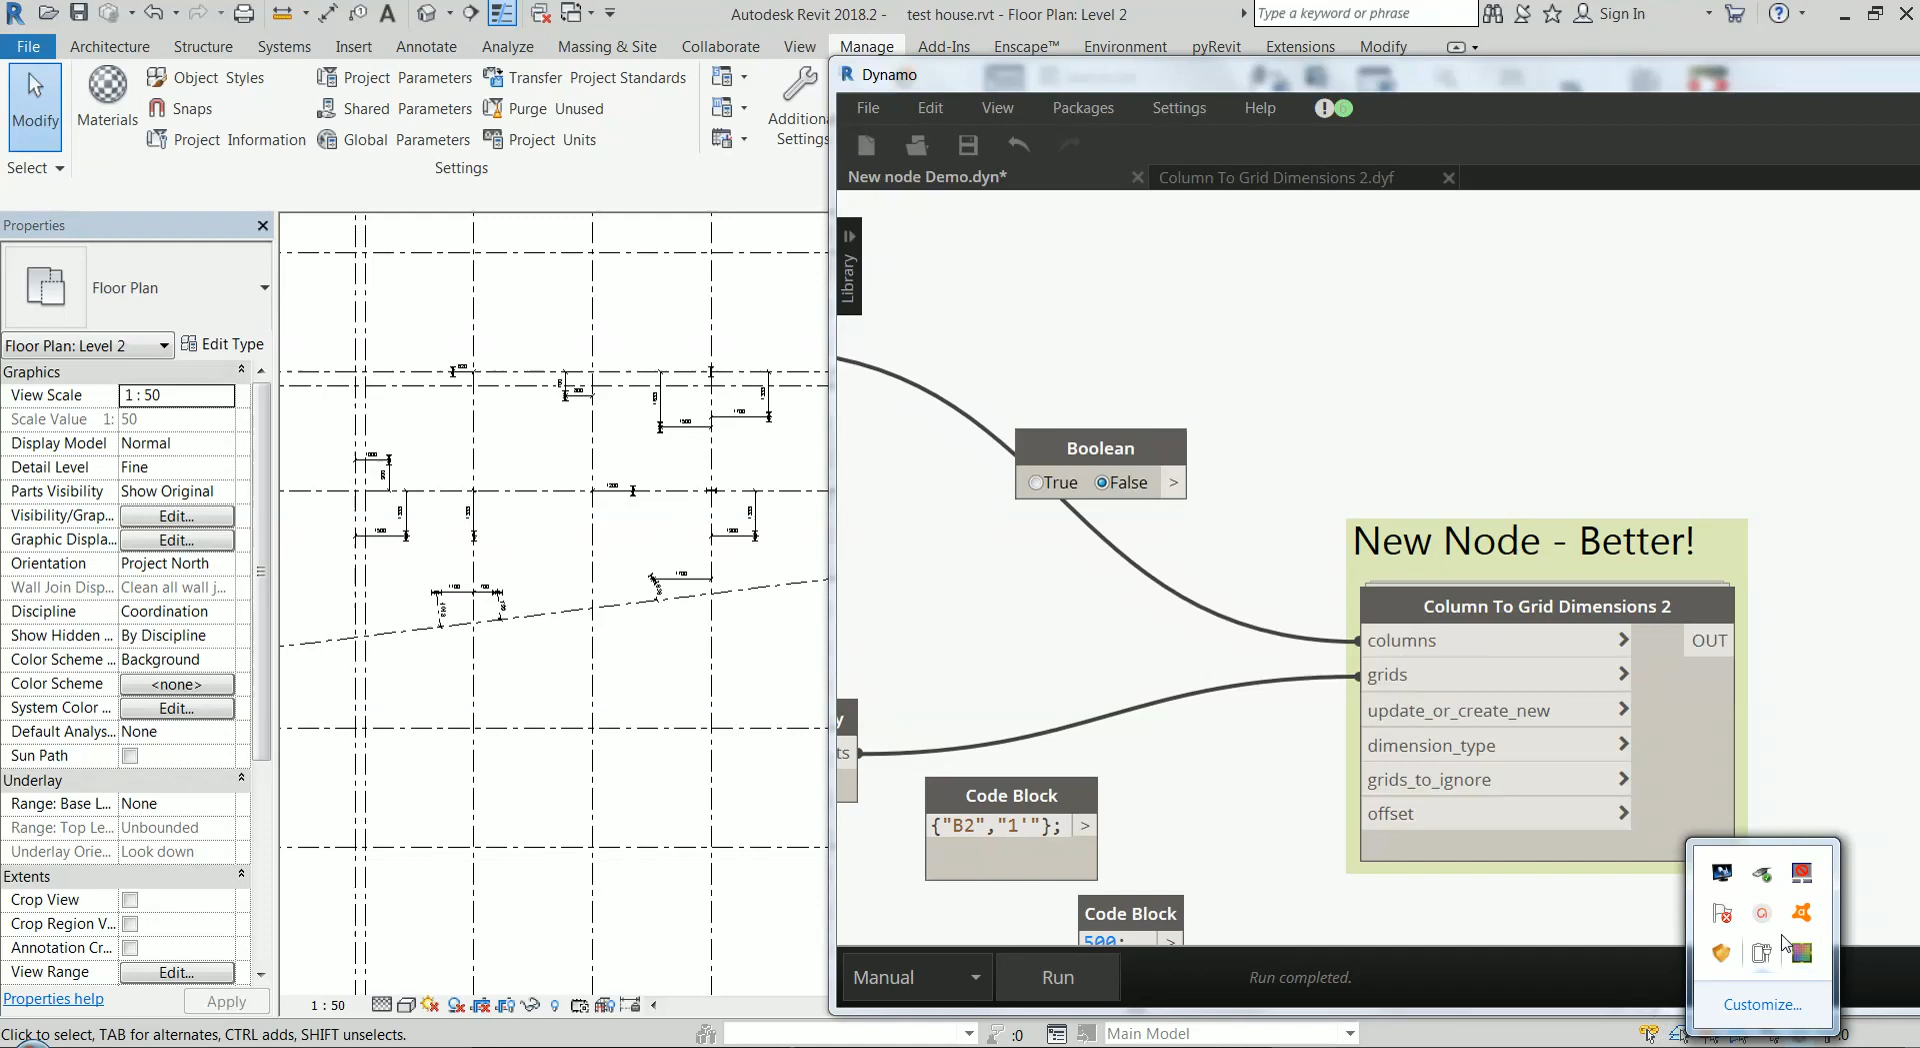 Autodesk Revit 2018.2 - test house.rvt - Floor Plan: Level 2
Type a keyword or phrase
Sign In
File Architecture Structure Systems Insert Annotate Analyze Massing & Site Collaborate View Manage Add-Ins Enscape™ Environment pyRevit Extensions Modify
Modify
Materials
Object Styles
Snaps
Project Information
Project Parameters
Shared Parameters
Global Parameters
Transfer Project Standards
Purge Unused
Project Units
Settings
Select
Dynamo
File Edit View Packages Settings Help
New node Demo.dyn*
Column To Grid Dimensions 2.dyf
Library
Properties
Floor Plan
Floor Plan: Level 2
Edit Type
Graphics
View Scale 1 : 50
Scale Value 1: 50
Display Model Normal
Detail Level Fine
Parts Visibility Show Original
Visibility/Grap... Edit...
Graphic Displa... Edit...
Orientation Project North
Wall Join Disp... Clean all wall j...
Discipline Coordination
Show Hidden ... By Discipline
Color Scheme ... Background
Color Scheme <none>
System Color ... Edit...
Default Analys... None
Sun Path
Underlay
Range: Base L... None
Range: Top Le... Unbounded
Underlay Orie... Look down
Extents
Crop View
Crop Region V...
Annotation Cr...
View Range Edit...
Properties help
Apply
Boolean
True False >
New Node - Better!
Column To Grid Dimensions 2
columns
grids
update_or_create_new
dimension_type
grids_to_ignore
offset
OUT
ts
Code Block
{"B2","1'"}; >
Code Block
500; >
Manual
Run
Run completed.
Customize...
1 : 50
Click to select, TAB for alternates, CTRL adds, SHIFT unselects.
:0
Main Model
:0